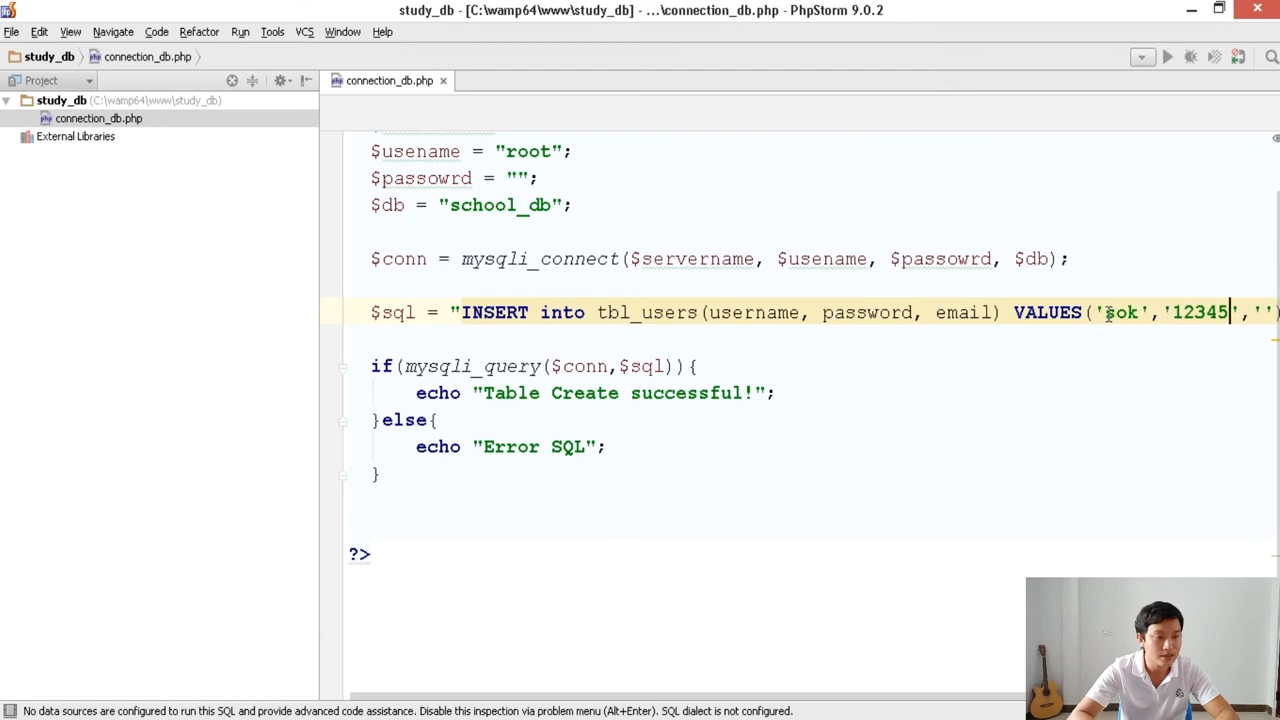 study_db - [C:\wamp64\www\study_db] - ...\connection_db.php - PhpStorm 9.0.2
File Edit View Navigate Code Refactor Run Tools VCS Window Help
study_db connection_db.php
Project
connection_db.php
study_db (C:\wamp64\www\study_db)
connection_db.php
External Libraries
$usename = "root";
$passowrd = "";
$db = "school_db";
$conn = mysqli_connect($servername, $usename, $passowrd, $db);
$sql = "INSERT into tbl_users(username, password, email) VALUES('sok','12345','')
if(mysqli_query($conn,$sql)){
echo "Table Create successful!";
}else{
echo "Error SQL";
}
?>
No data sources are configured to run this SQL and provide advanced code assistance. Disable this inspection via problem menu (Alt+Enter). SQL dialect is not configured.